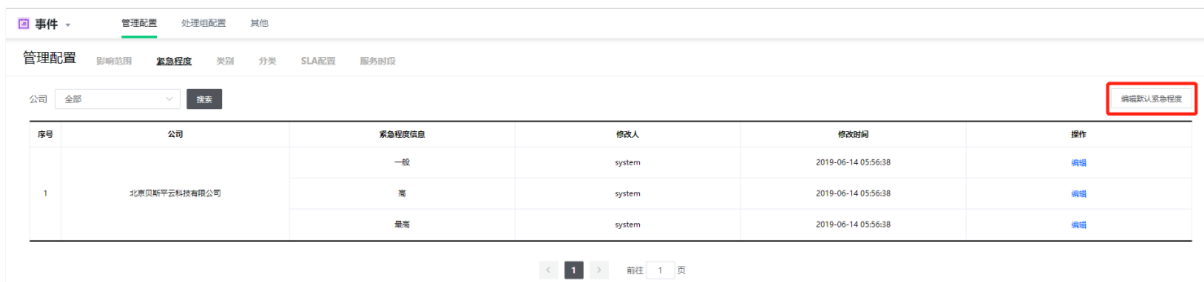 事件 管理配置 处理组配置 其他
管理配置 影响范围 紧急程度 类别 分类 SLA配置 服务时段
公司 全部 搜索 编辑默认紧急程度
序号 公司 紧急程度信息 修改人 修改时间 操作
一般 system 2019-06-14 05:56:38 编辑
1 北京贝斯平云科技有限公司 高 system 2019-06-14 05:56:38 编辑
最高 system 2019-06-14 05:56:38 编辑
< 1 > 前往 1 页